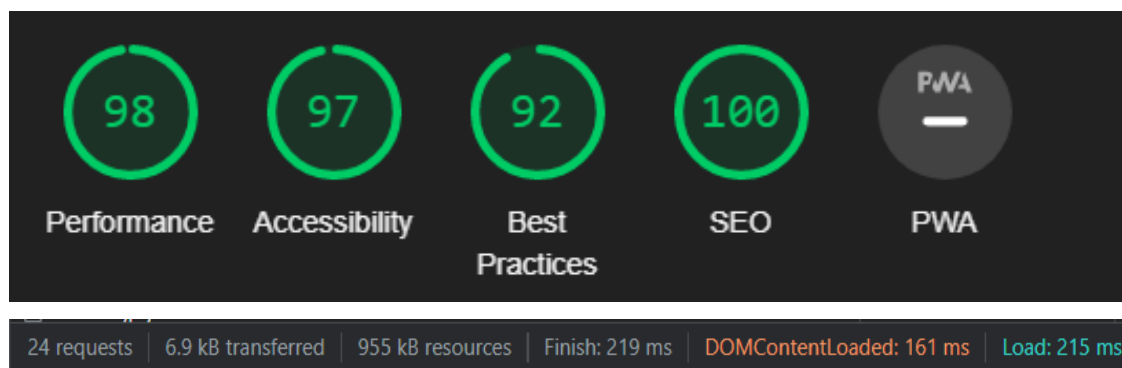 98 97 92 100 PWA
Performance Accessibility Best Practices SEO PWA
24 requests 6.9 kB transferred 955 kB resources Finish: 219 ms DOMContentLoaded: 161 ms Load: 215 ms